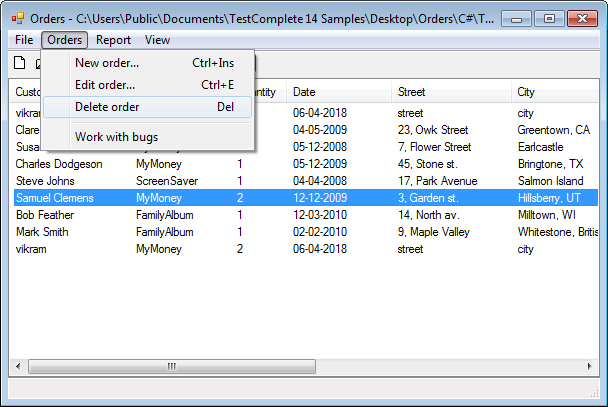 Orders - C:\Users\Public\Documents\TestComplete 14 Samples\Desktop\Orders\C#\T...
File Orders Report View
New order... Ctrl+Ins
Edit order... Ctrl+E
Delete order Del
Work with bugs
Date Street City
vikram 06-04-2018 street city
04-05-2009 23, Owk Street Greentown, CA
05-12-2008 7, Flower Street Earlcastle
Charles Dodgeson MyMoney 1 05-12-2009 45, Stone st. Bringtone, TX
Steve Johns ScreenSaver 1 04-04-2008 17, Park Avenue Salmon Island
Samuel Clemens MyMoney 2 12-12-2009 3, Garden st. Hillsberry, UT
Bob Feather FamilyAlbum 1 12-03-2010 14, North av. Milltown, WI
Mark Smith FamilyAlbum 1 02-02-2010 9, Maple Valley Whitestone, Britis
vikram MyMoney 2 06-04-2018 street city